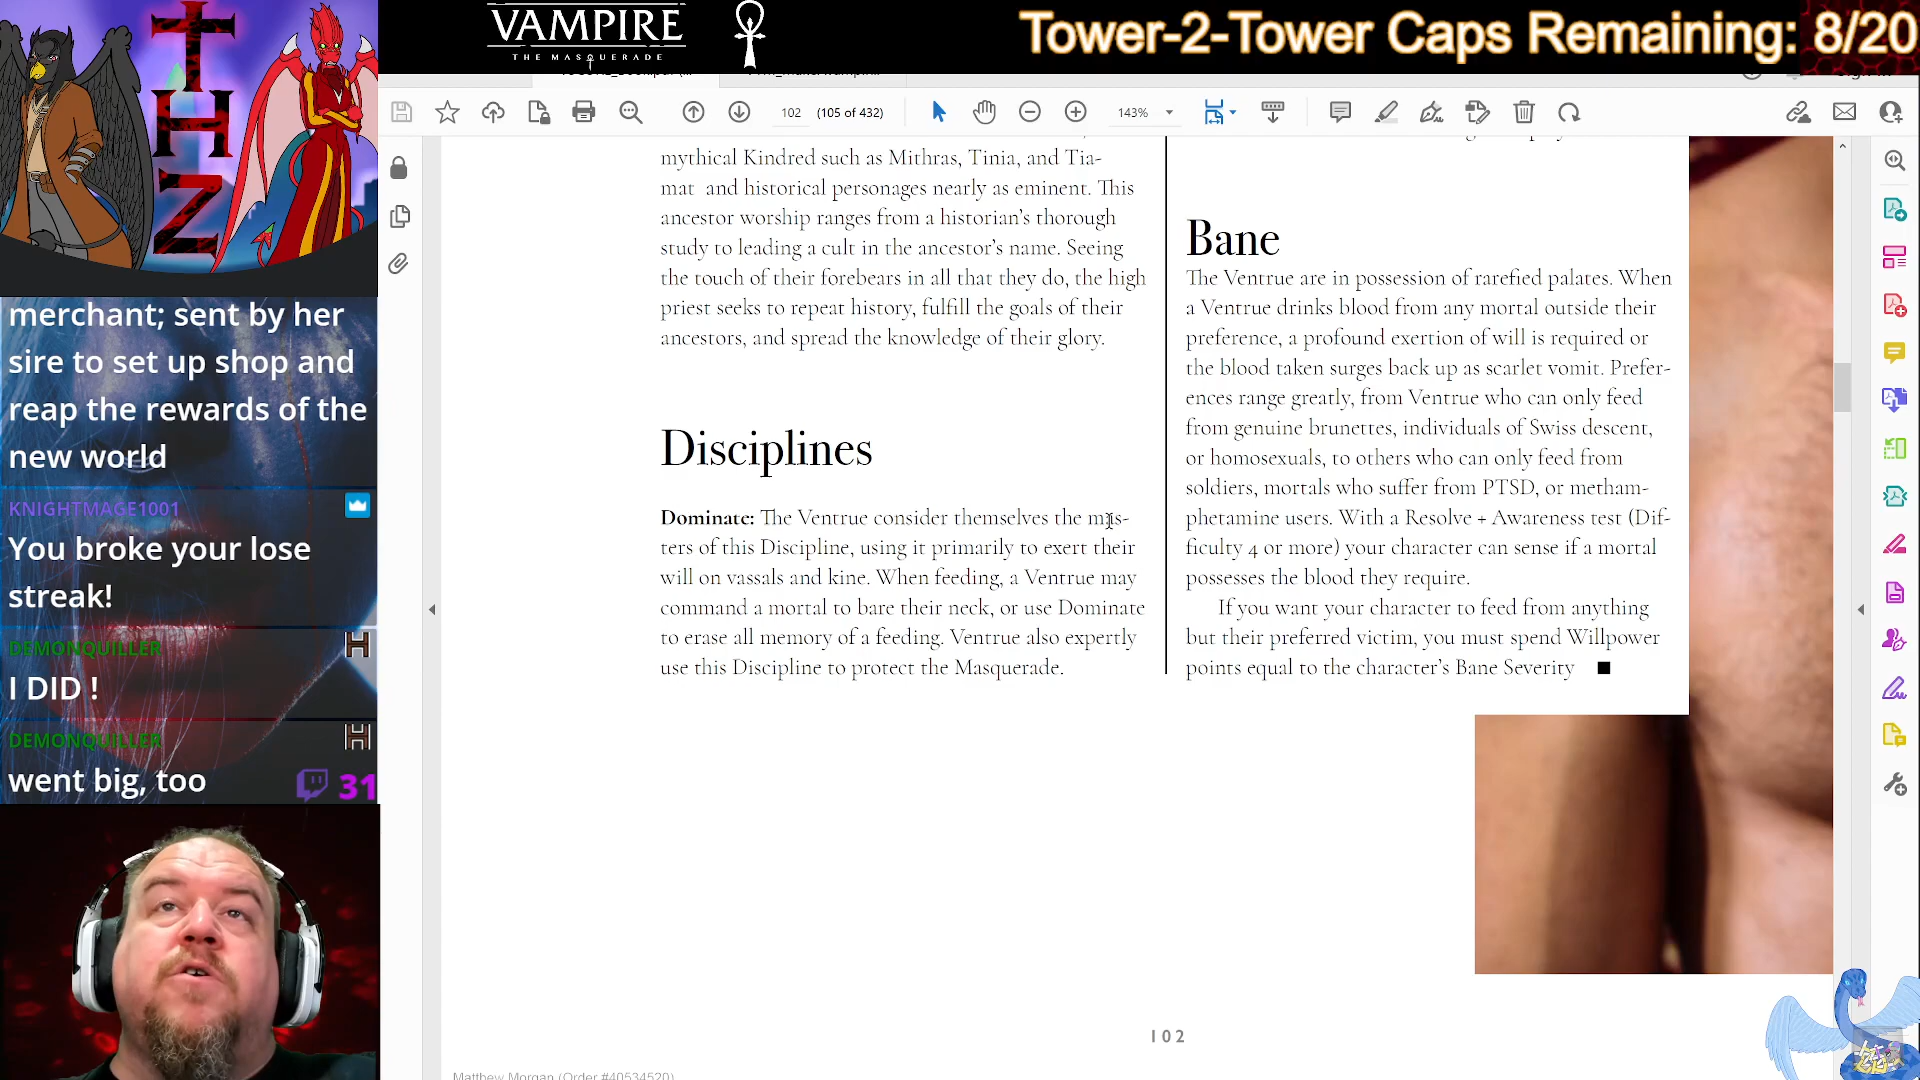 THZ
VAMPIRE
THE MASQUERADE
Tower-2-Tower Caps Remaining: 8/20
102 (105 of 432)
143%
merchant; sent by her
sire to set up shop and
reap the rewards of the
new world
KNIGHTMAGE1001
You broke your lose
streak!
DEMONQUILLER
I DID !
DEMONQUILLER
went big, too
31
mythical Kindred such as Mithras, Tinia, and Tia-
mat and historical personages nearly as eminent. This
ancestor worship ranges from a historian's thorough
study to leading a cult in the ancestor's name. Seeing
the touch of their forebears in all that they do, the high
priest seeks to repeat history, fulfill the goals of their
ancestors, and spread the knowledge of their glory.
Disciplines
Dominate: The Ventrue consider themselves the mas-
ters of this Discipline, using it primarily to exert their
will on vassals and kine. When feeding, a Ventrue may
command a mortal to bare their neck, or use Dominate
to erase all memory of a feeding. Ventrue also expertly
use this Discipline to protect the Masquerade.
Bane
The Ventrue are in possession of rarefied palates. When
a Ventrue drinks blood from any mortal outside their
preference, a profound exertion of will is required or
the blood taken surges back up as scarlet vomit. Prefer-
ences range greatly, from Ventrue who can only feed
from genuine brunettes, individuals of Swiss descent,
or homosexuals, to others who can only feed from
soldiers, mortals who suffer from PTSD, or metham-
phetamine users. With a Resolve + Awareness test (Dif-
ficulty 4 or more) your character can sense if a mortal
possesses the blood they require.
If you want your character to feed from anything
but their preferred victim, you must spend Willpower
points equal to the character's Bane Severity ■
102
Matthew Morgan (Order #40534520)